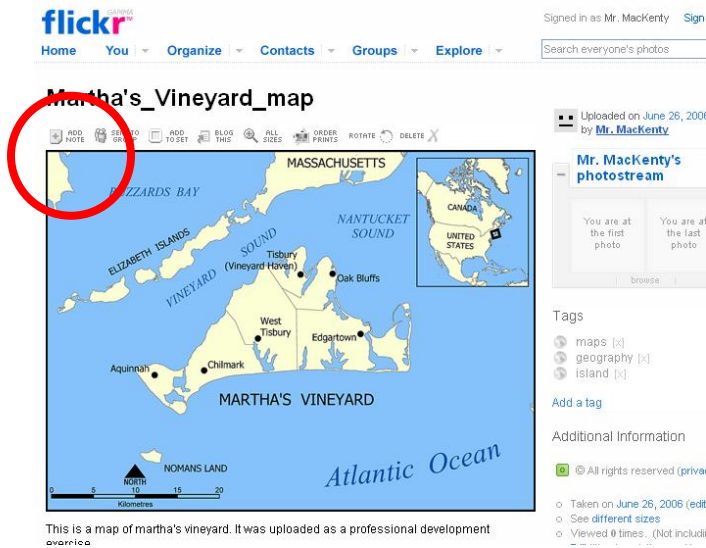 flickr GAMMA
Signed in as Mr. MacKenty Sign
Home You Organize Contacts Groups Explore
Search everyone's photos
Martha's_Vineyard_map
ADD NOTE SEND TO GROUP ADD TO SET BLOG THIS ALL SIZES ORDER PRINTS ROTATE DELETE
MASSACHUSETTS
BUZZARDS BAY
CANADA
UNITED STATES
NANTUCKET SOUND
ELIZABETH ISLANDS
VINEYARD SOUND
Tisbury
(Vineyard Haven)
Oak Bluffs
West Tisbury
Edgartown
Aquinnah
Chilmark
MARTHA'S VINEYARD
NOMANS LAND
Atlantic Ocean
NORTH
0 5 10 15 20
Kilometres
This is a map of martha's vineyard. It was uploaded as a professional development
exercise
Uploaded on June 26, 2006
by Mr. MacKenty
Mr. MacKenty's
photostream
You are at the first photo
You are at the last photo
browse
Tags
maps [x]
geography [x]
island [x]
Add a tag
Additional Information
© All rights reserved (priva
Taken on June 26, 2006 (edit
See different sizes
Viewed 0 times. (Not includi